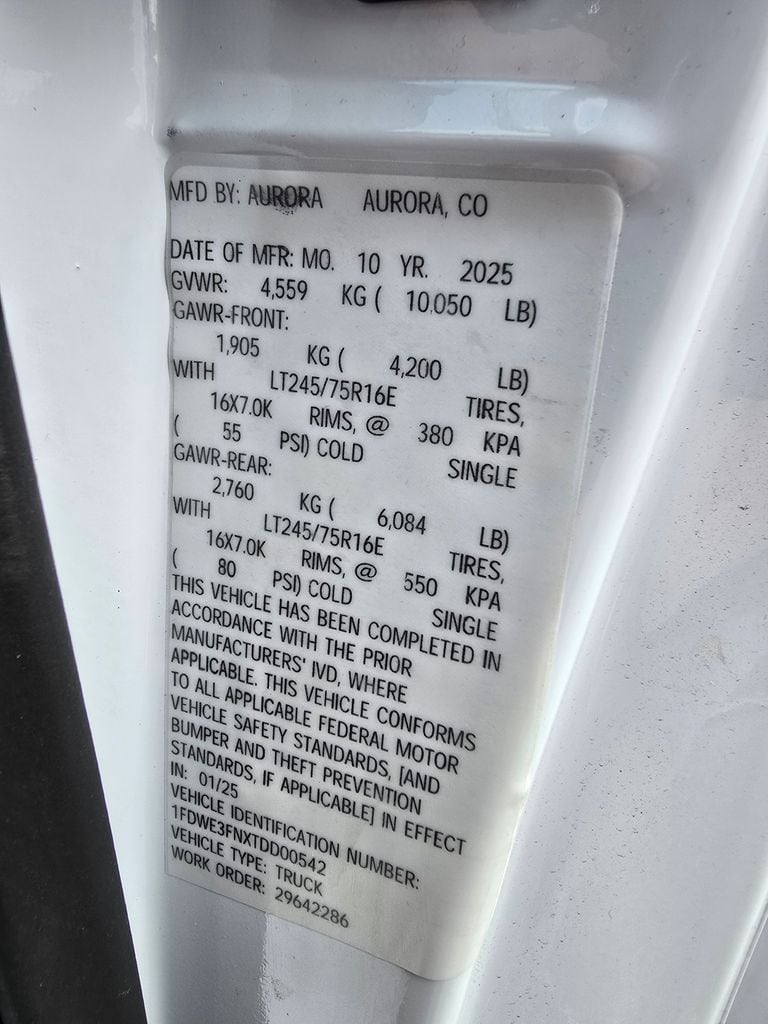 MFD BY: AURORA AURORA, CO
DATE OF MFR: MO. 10 YR. 2025
GVWR: 4,559 KG ( 10,050 LB)
GAWR-FRONT:
1,905 KG ( 4,200 LB)
WITH LT245/75R16E TIRES,
16X7.0K RIMS, @ 380 KPA
( 55 PSI) COLD SINGLE
GAWR-REAR:
2,760 KG ( 6,084 LB)
WITH LT245/75R16E TIRES,
16X7.0K RIMS, @ 550 KPA
( 80 PSI) COLD SINGLE
THIS VEHICLE HAS BEEN COMPLETED IN
ACCORDANCE WITH THE PRIOR
MANUFACTURERS' IVD, WHERE
APPLICABLE. THIS VEHICLE CONFORMS
TO ALL APPLICABLE FEDERAL MOTOR
VEHICLE SAFETY STANDARDS, [AND
BUMPER AND THEFT PREVENTION
STANDARDS, IF APPLICABLE] IN EFFECT
IN: 01/25
VEHICLE IDENTIFICATION NUMBER:
1FDWE3FNXTDD00542
VEHICLE TYPE: TRUCK
WORK ORDER: 29642286